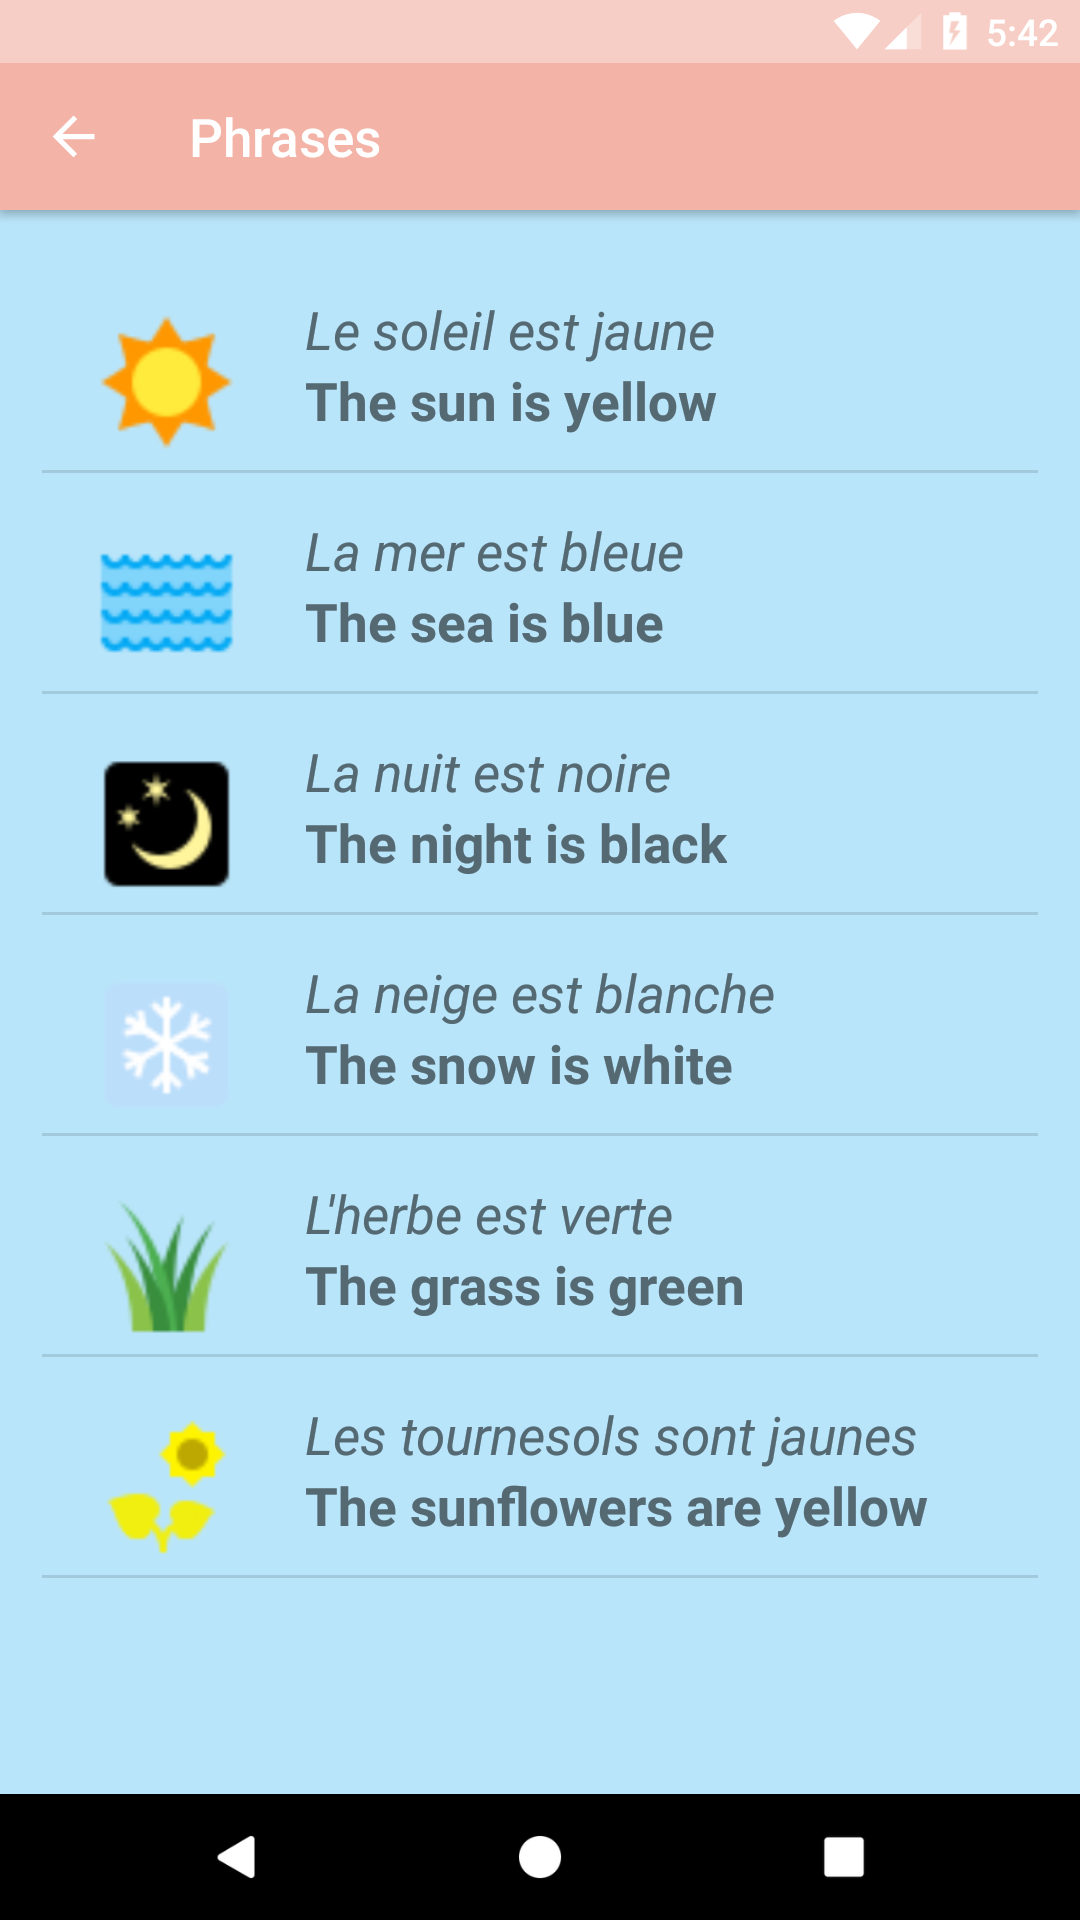 5:42
Phrases
Le soleil est jaune
The sun is yellow
La mer est bleue
The sea is blue
La nuit est noire
The night is black
La neige est blanche
The snow is white
L'herbe est verte
The grass is green
Les tournesols sont jaunes
The sunflowers are yellow